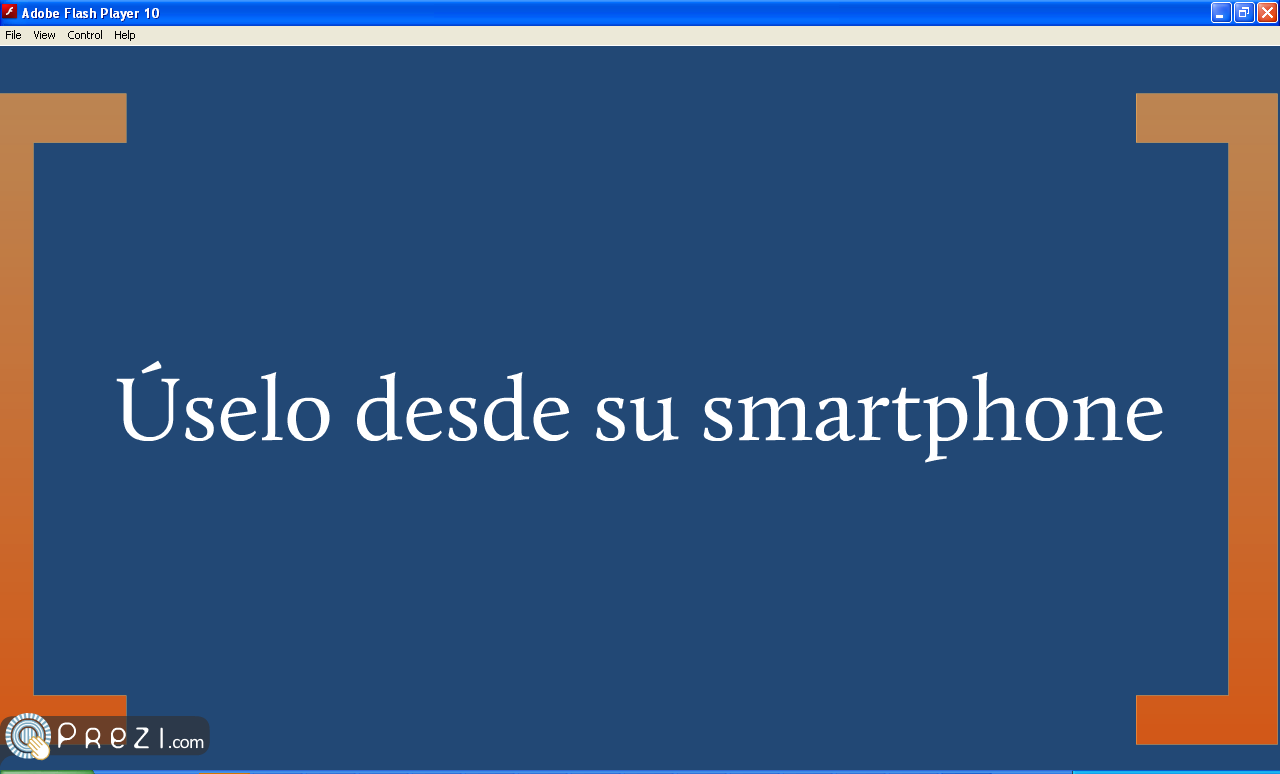 Adobe Flash Player 10
File View Control Help
Úselo desde su smartphone
PREZI.com